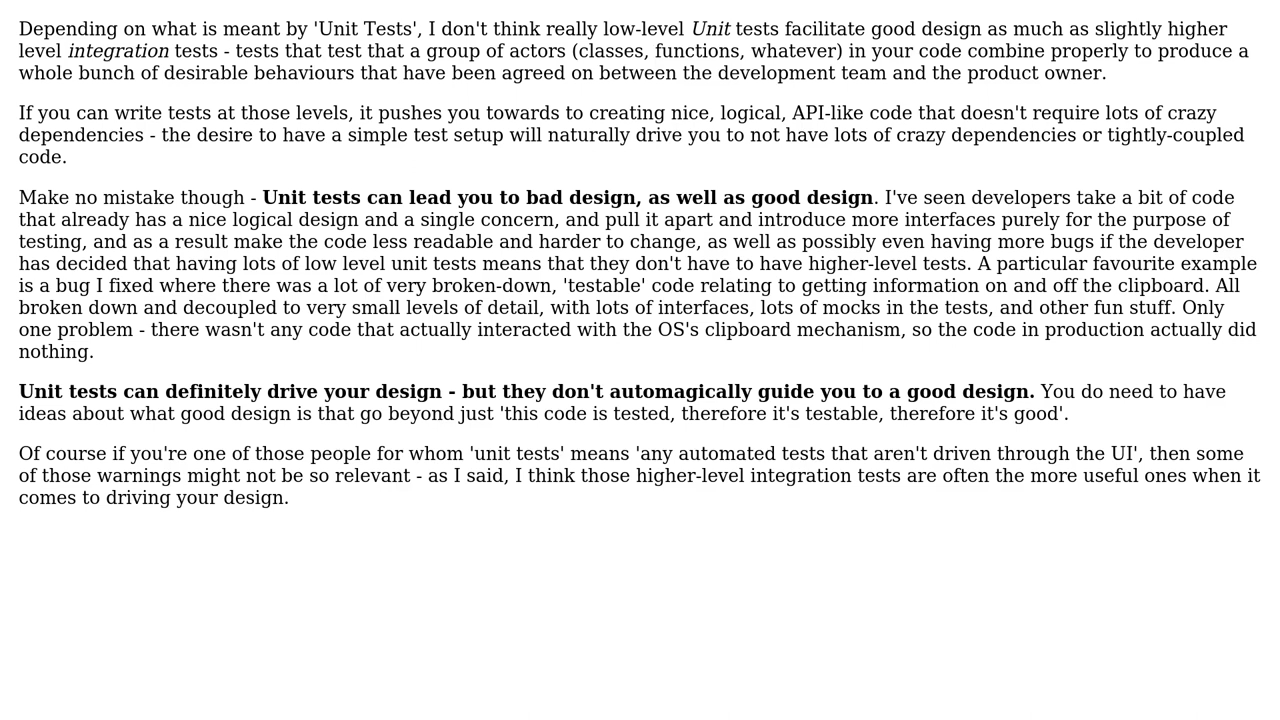 Depending on what is meant by 'Unit Tests', I don't think really low-level Unit tests facilitate good design as much as slightly higher
level integration tests - tests that test that a group of actors (classes, functions, whatever) in your code combine properly to produce a
whole bunch of desirable behaviours that have been agreed on between the development team and the product owner.
If you can write tests at those levels, it pushes you towards to creating nice, logical, API-like code that doesn't require lots of crazy
dependencies - the desire to have a simple test setup will naturally drive you to not have lots of crazy dependencies or tightly-coupled
code.
Make no mistake though - Unit tests can lead you to bad design, as well as good design. I've seen developers take a bit of code
that already has a nice logical design and a single concern, and pull it apart and introduce more interfaces purely for the purpose of
testing, and as a result make the code less readable and harder to change, as well as possibly even having more bugs if the developer
has decided that having lots of low level unit tests means that they don't have to have higher-level tests. A particular favourite example
is a bug I fixed where there was a lot of very broken-down, 'testable' code relating to getting information on and off the clipboard. All
broken down and decoupled to very small levels of detail, with lots of interfaces, lots of mocks in the tests, and other fun stuff. Only
one problem - there wasn't any code that actually interacted with the OS's clipboard mechanism, so the code in production actually did
nothing.
Unit tests can definitely drive your design - but they don't automagically guide you to a good design. You do need to have
ideas about what good design is that go beyond just 'this code is tested, therefore it's testable, therefore it's good'.
Of course if you're one of those people for whom 'unit tests' means 'any automated tests that aren't driven through the UI', then some
of those warnings might not be so relevant - as I said, I think those higher-level integration tests are often the more useful ones when it
comes to driving your design.